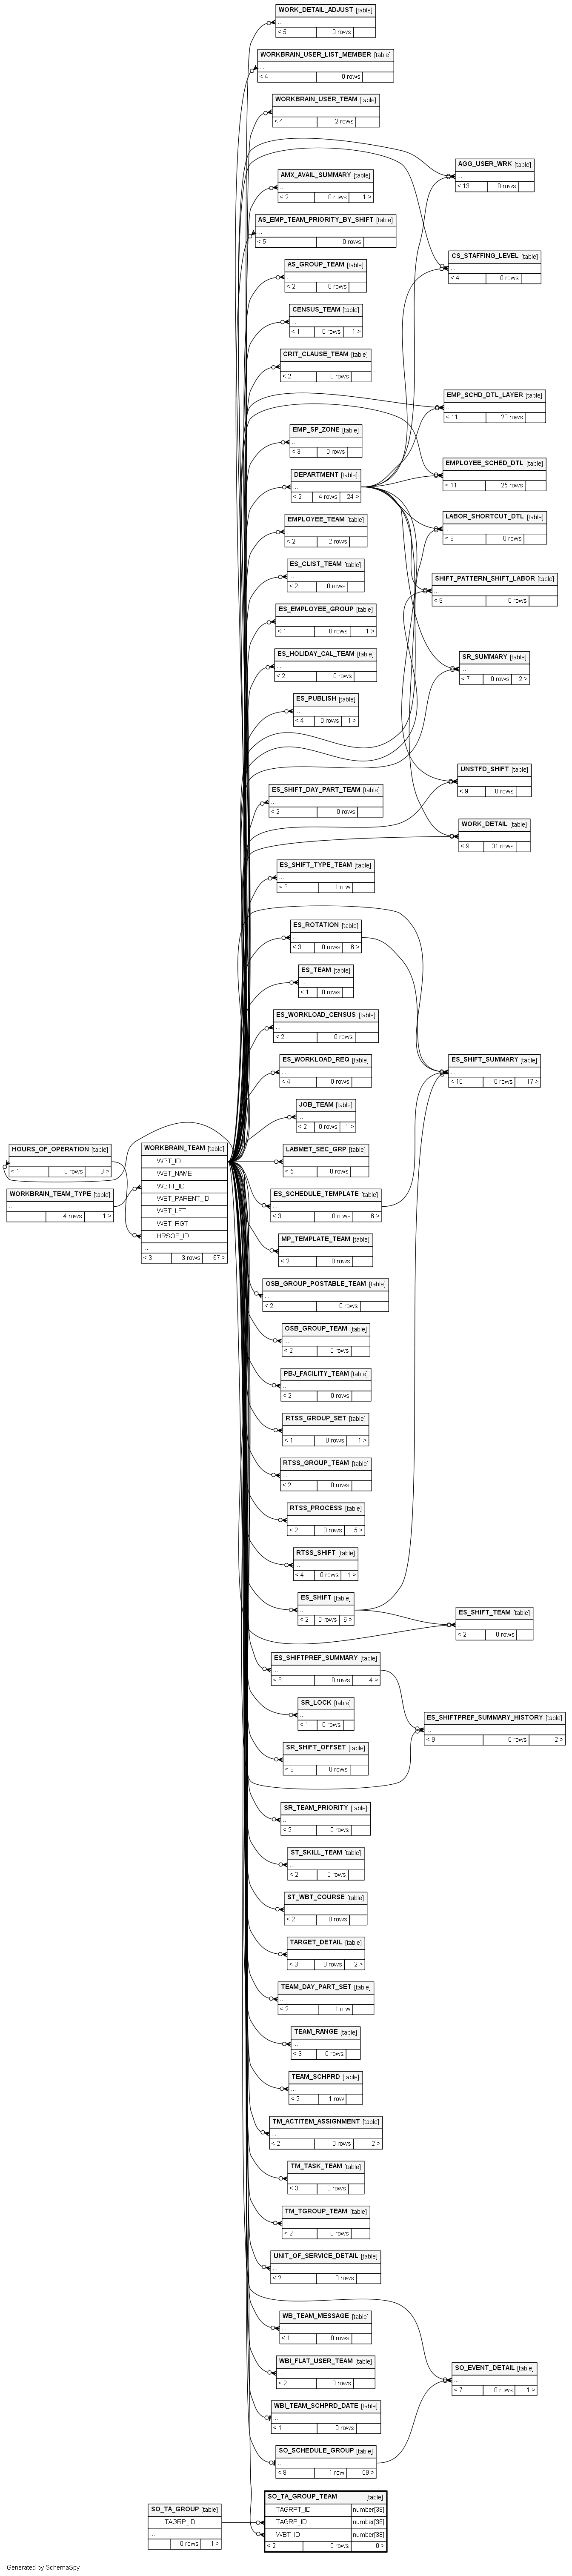 WORK_DETAIL_ADJUST [table]
...
< 5 0 rows
WORKBRAIN_USER_LIST_MEMBER [table]
...
< 4 0 rows
WORKBRAIN_USER_TEAM [table]
...
< 4 2 rows
AGG_USER_WRK [table]
...
< 13 0 rows
AMX_AVAIL_SUMMARY [table]
...
< 2 0 rows 1 >
AS_EMP_TEAM_PRIORITY_BY_SHIFT [table]
...
< 5 0 rows
CS_STAFFING_LEVEL [table]
...
< 4 0 rows
AS_GROUP_TEAM [table]
...
< 2 0 rows
CENSUS_TEAM [table]
...
< 1 0 rows 1 >
CRIT_CLAUSE_TEAM [table]
...
< 2 0 rows
EMP_SCHD_DTL_LAYER [table]
...
< 11 20 rows
EMP_SP_ZONE [table]
...
< 3 0 rows
EMPLOYEE_SCHED_DTL [table]
...
< 11 25 rows
DEPARTMENT [table]
...
< 2 4 rows 24 >
LABOR_SHORTCUT_DTL [table]
...
< 8 0 rows
EMPLOYEE_TEAM [table]
...
< 2 2 rows
ES_CLIST_TEAM [table]
...
< 2 0 rows
SHIFT_PATTERN_SHIFT_LABOR [table]
...
< 9 0 rows
ES_EMPLOYEE_GROUP [table]
...
< 1 0 rows 1 >
ES_HOLIDAY_CAL_TEAM [table]
...
< 2 0 rows
SR_SUMMARY [table]
...
< 7 0 rows 2 >
ES_PUBLISH [table]
...
< 4 0 rows 1 >
UNSTFD_SHIFT [table]
...
< 8 0 rows
ES_SHIFT_DAY_PART_TEAM [table]
...
< 2 0 rows
WORK_DETAIL [table]
...
< 9 31 rows
ES_SHIFT_TYPE_TEAM [table]
...
< 3 1 row
ES_ROTATION [table]
...
< 3 0 rows 6 >
ES_TEAM [table]
...
< 1 0 rows
ES_WORKLOAD_CENSUS [table]
...
< 2 0 rows
ES_WORKLOAD_REQ [table]
...
< 4 0 rows
ES_SHIFT_SUMMARY [table]
...
< 10 0 rows 17 >
JOB_TEAM [table]
...
< 2 0 rows 1 >
HOURS_OF_OPERATION [table]
...
< 1 0 rows 3 >
WORKBRAIN_TEAM_TYPE [table]
...
4 rows 1 >
WORKBRAIN_TEAM [table]
WBT_ID
WBT_NAME
WBTT_ID
WBT_PARENT_ID
WBT_LFT
WBT_RGT
HRSOP_ID
...
< 3 3 rows 67 >
LABMET_SEC_GRP [table]
...
< 5 0 rows
ES_SCHEDULE_TEMPLATE [table]
...
< 3 0 rows 6 >
MP_TEMPLATE_TEAM [table]
...
< 2 0 rows
OSB_GROUP_POSTABLE_TEAM [table]
...
< 2 0 rows
OSB_GROUP_TEAM [table]
...
< 2 0 rows
PBJ_FACILITY_TEAM [table]
...
< 2 0 rows
RTSS_GROUP_SET [table]
...
< 1 0 rows 1 >
RTSS_GROUP_TEAM [table]
...
< 2 0 rows
RTSS_PROCESS [table]
...
< 2 0 rows 5 >
RTSS_SHIFT [table]
...
< 4 0 rows 1 >
ES_SHIFT [table]
...
< 2 0 rows 6 >
ES_SHIFT_TEAM [table]
...
< 2 0 rows
ES_SHIFTPREF_SUMMARY [table]
...
< 8 0 rows 4 >
SR_LOCK [table]
...
< 1 0 rows
ES_SHIFTPREF_SUMMARY_HISTORY [table]
...
< 9 0 rows 2 >
SR_SHIFT_OFFSET [table]
...
< 3 0 rows
SR_TEAM_PRIORITY [table]
...
< 2 0 rows
ST_SKILL_TEAM [table]
...
< 2 0 rows
ST_WBT_COURSE [table]
...
< 2 0 rows
TARGET_DETAIL [table]
...
< 3 0 rows 2 >
TEAM_DAY_PART_SET [table]
...
< 2 1 row
TEAM_RANGE [table]
...
< 3 0 rows
TEAM_SCHPRD [table]
...
< 2 1 row
TM_ACTITEM_ASSIGNMENT [table]
...
< 2 0 rows 2 >
TM_TASK_TEAM [table]
...
< 3 0 rows
TM_TGROUP_TEAM [table]
...
< 2 0 rows
UNIT_OF_SERVICE_DETAIL [table]
...
< 2 0 rows
WB_TEAM_MESSAGE [table]
...
< 1 0 rows
WBI_FLAT_USER_TEAM [table]
...
< 2 0 rows
SO_EVENT_DETAIL [table]
...
< 7 0 rows 1 >
WBI_TEAM_SCHPRD_DATE [table]
...
< 1 0 rows
SO_SCHEDULE_GROUP [table]
...
< 8 1 row 59 >
SO_TA_GROUP [table]
TAGRP_ID
...
0 rows 1 >
SO_TA_GROUP_TEAM [table]
TAGRPT_ID number[38]
TAGRP_ID number[38]
WBT_ID number[38]
< 2 0 rows 0 >
Generated by SchemaSpy